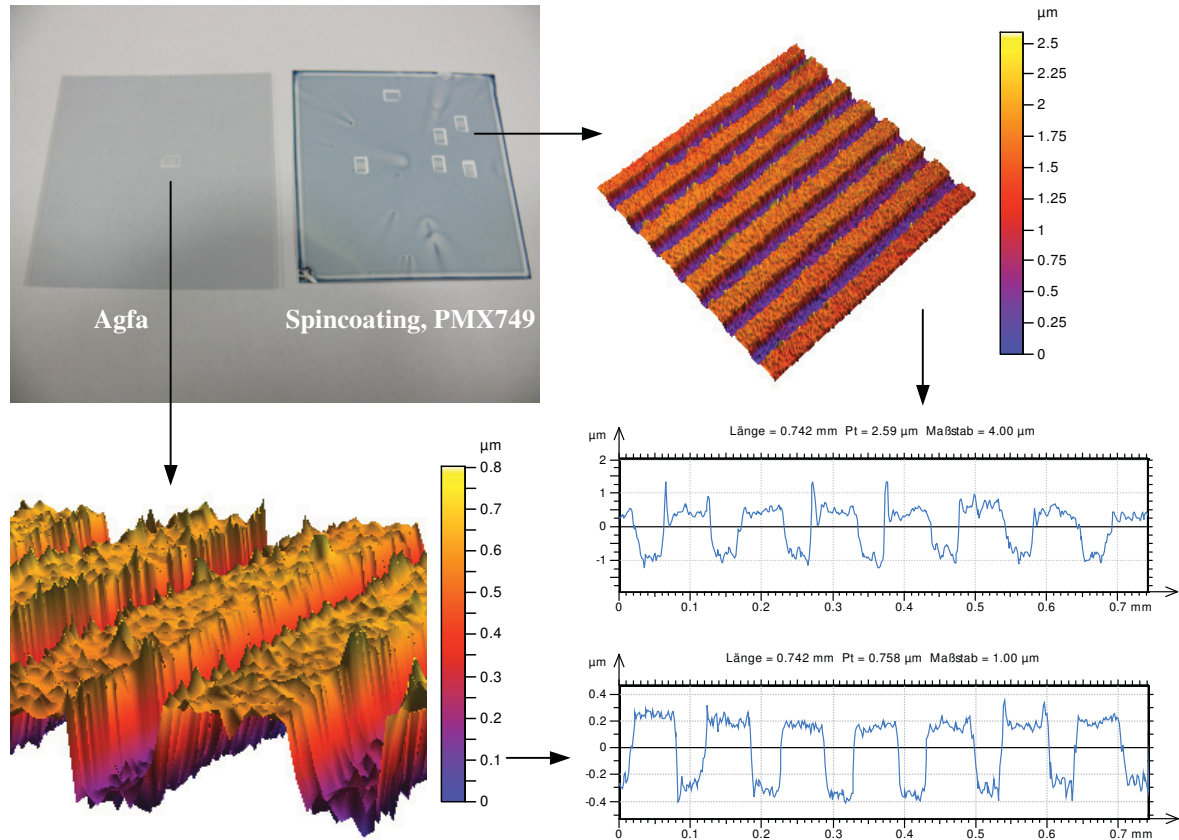 Agfa
Spincoating, PMX749
µm
2.5
2
1.75
1.5
1.25
1
0.75
0.5
0.25
0
µm
0.8
0.7
0.6
0.5
0.4
0.3
0.2
0.1
0
Länge = 0.742 mm Pt = 2.59 µm Maßstab = 4.00 µm
µm
2
1
0
-1
0 0.1 0.2 0.3 0.4 0.5 0.6 0.7 mm
Länge = 0.742 mm Pt = 0.758 µm Maßstab = 1.00 µm
µm
0.4
0.2
0
-0.2
-0.4
0 0.1 0.2 0.3 0.4 0.5 0.6 0.7 mm